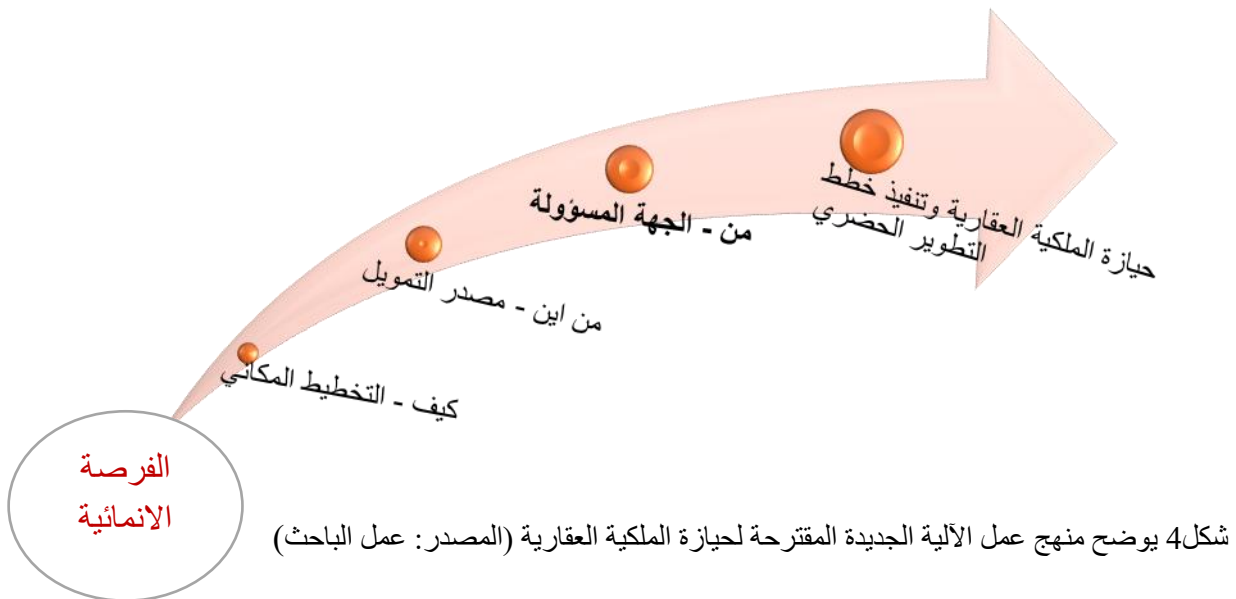 حيازة الملكية العقارية وتنفيذ خطط
التطوير الحضري
من - الجهة المسؤولة
من اين - مصدر التمويل
كيف - التخطيط المكاني
الفرصة
الانمائية
شكل4 يوضح منهج عمل الآلية الجديدة المقترحة لحيازة الملكية العقارية (المصدر: عمل الباحث)